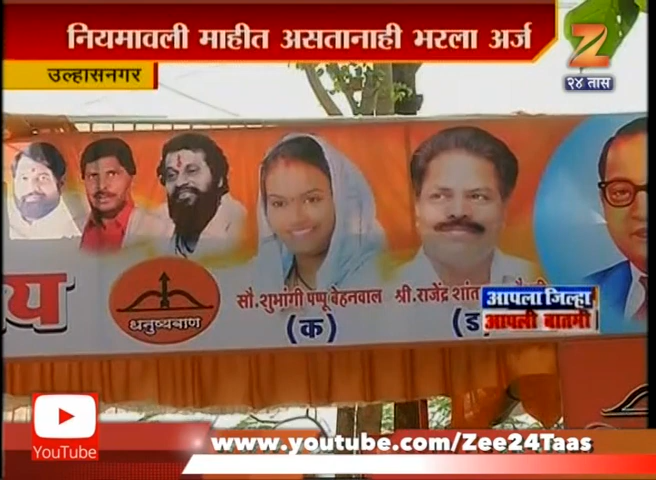 नियमावली माहीत असतानाही भरला अर्ज
उल्हासनगर
२४ तास
धनुष्यबाण
सौ.शुभांगी पप्पू बेहनवाल
(क)
श्री.राजेंद्र
(ड
आपला जिल्हा
आपली बातमी
YouTube
www.youtube.com/Zee24Taas